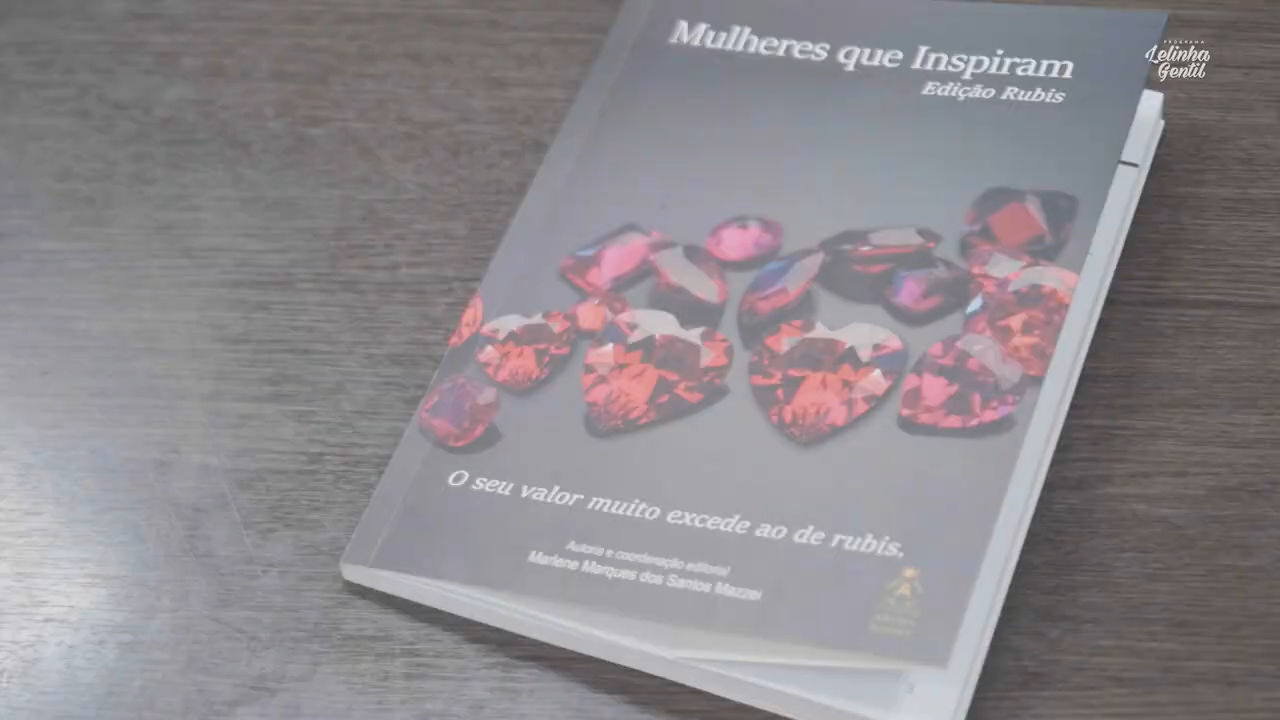 Mulheres que Inspiram
Edição Rubis
PROGRAMA
Lelinha
Gentil
O seu valor muito excede ao de rubis.
Autoria e coordenação editorial
Marlene Marques dos Santos Mazzei